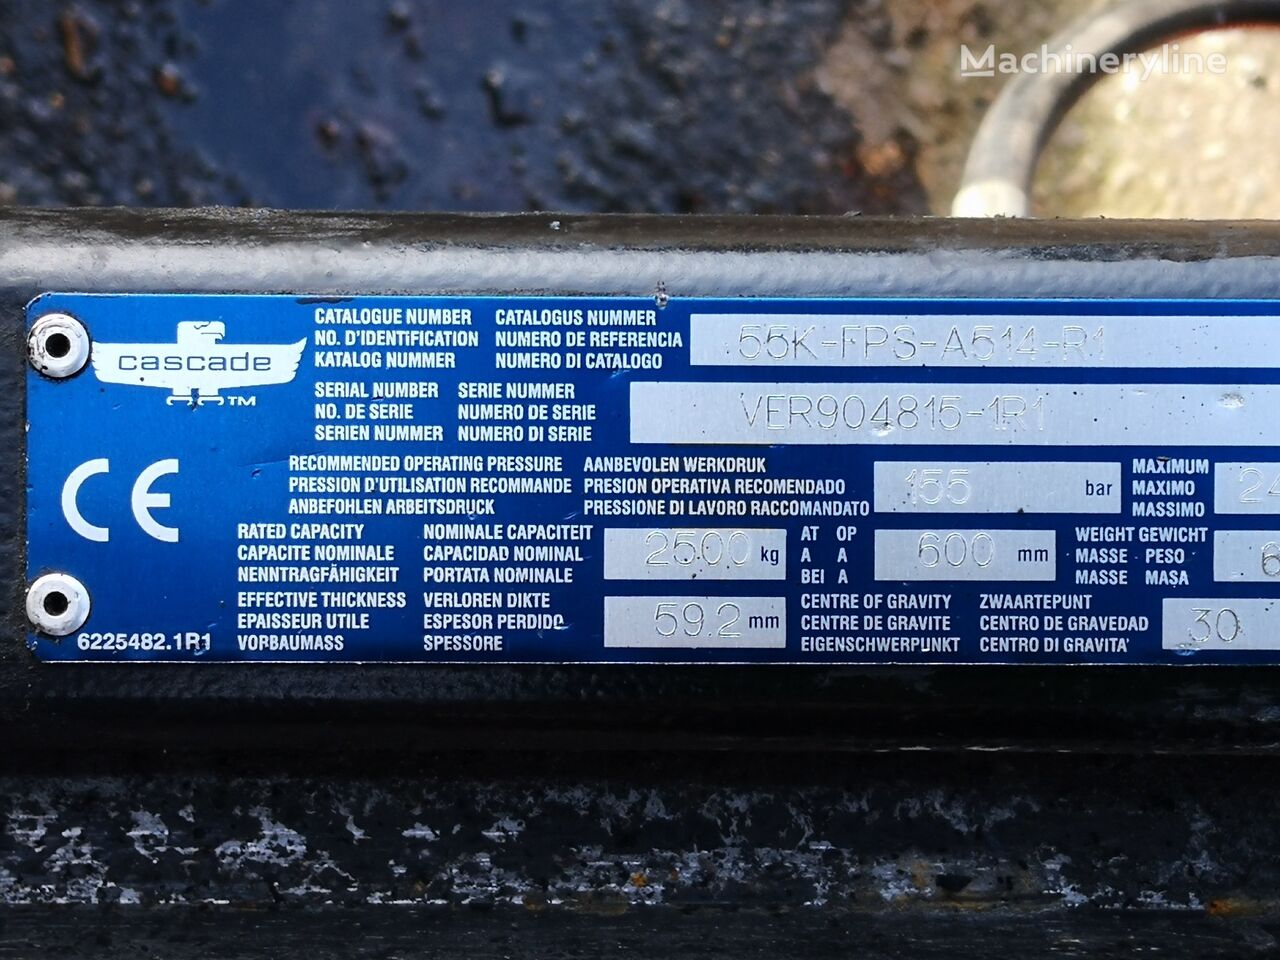 Machineryline
CATALOGUE NUMBER CATALOGUS NUMMER
NO. D'IDENTIFICATION NUMERO DE REFERENCIA 55K-FPS-A514-R1
KATALOG NUMMER NUMERO DI CATALOGO
cascade
TM
SERIAL NUMBER SERIE NUMMER
NO. DE SERIE NUMERO DE SERIE VER904815-1R1
SERIEN NUMMER NUMERO DI SERIE
CE
RECOMMENDED OPERATING PRESSURE AANBEVOLEN WERKDRUK MAXIMUM
PRESSION D'UTILISATION RECOMMANDE PRESION OPERATIVA RECOMENDADO 155 bar MAXIMO 24
ANBEFOHLEN ARBEITSDRUCK PRESSIONE DI LAVORO RACCOMANDATO MASSIMO
RATED CAPACITY NOMINALE CAPACITEIT AT OP WEIGHT GEWICHT
CAPACITE NOMINALE CAPACIDAD NOMINAL 2500 kg A A 600 mm MASSE PESO 6
NENNTRAGFÄHIGKEIT PORTATA NOMINALE BEI A MASSE MASA
EFFECTIVE THICKNESS VERLOREN DIKTE CENTRE OF GRAVITY ZWAARTEPUNT
EPAISSEUR UTILE ESPESOR PERDIDO 59.2 mm CENTRE DE GRAVITE CENTRO DE GRAVEDAD 30
VORBAUMASS SPESSORE EIGENSCHWERPUNKT CENTRO DI GRAVITA'
6225482.1R1